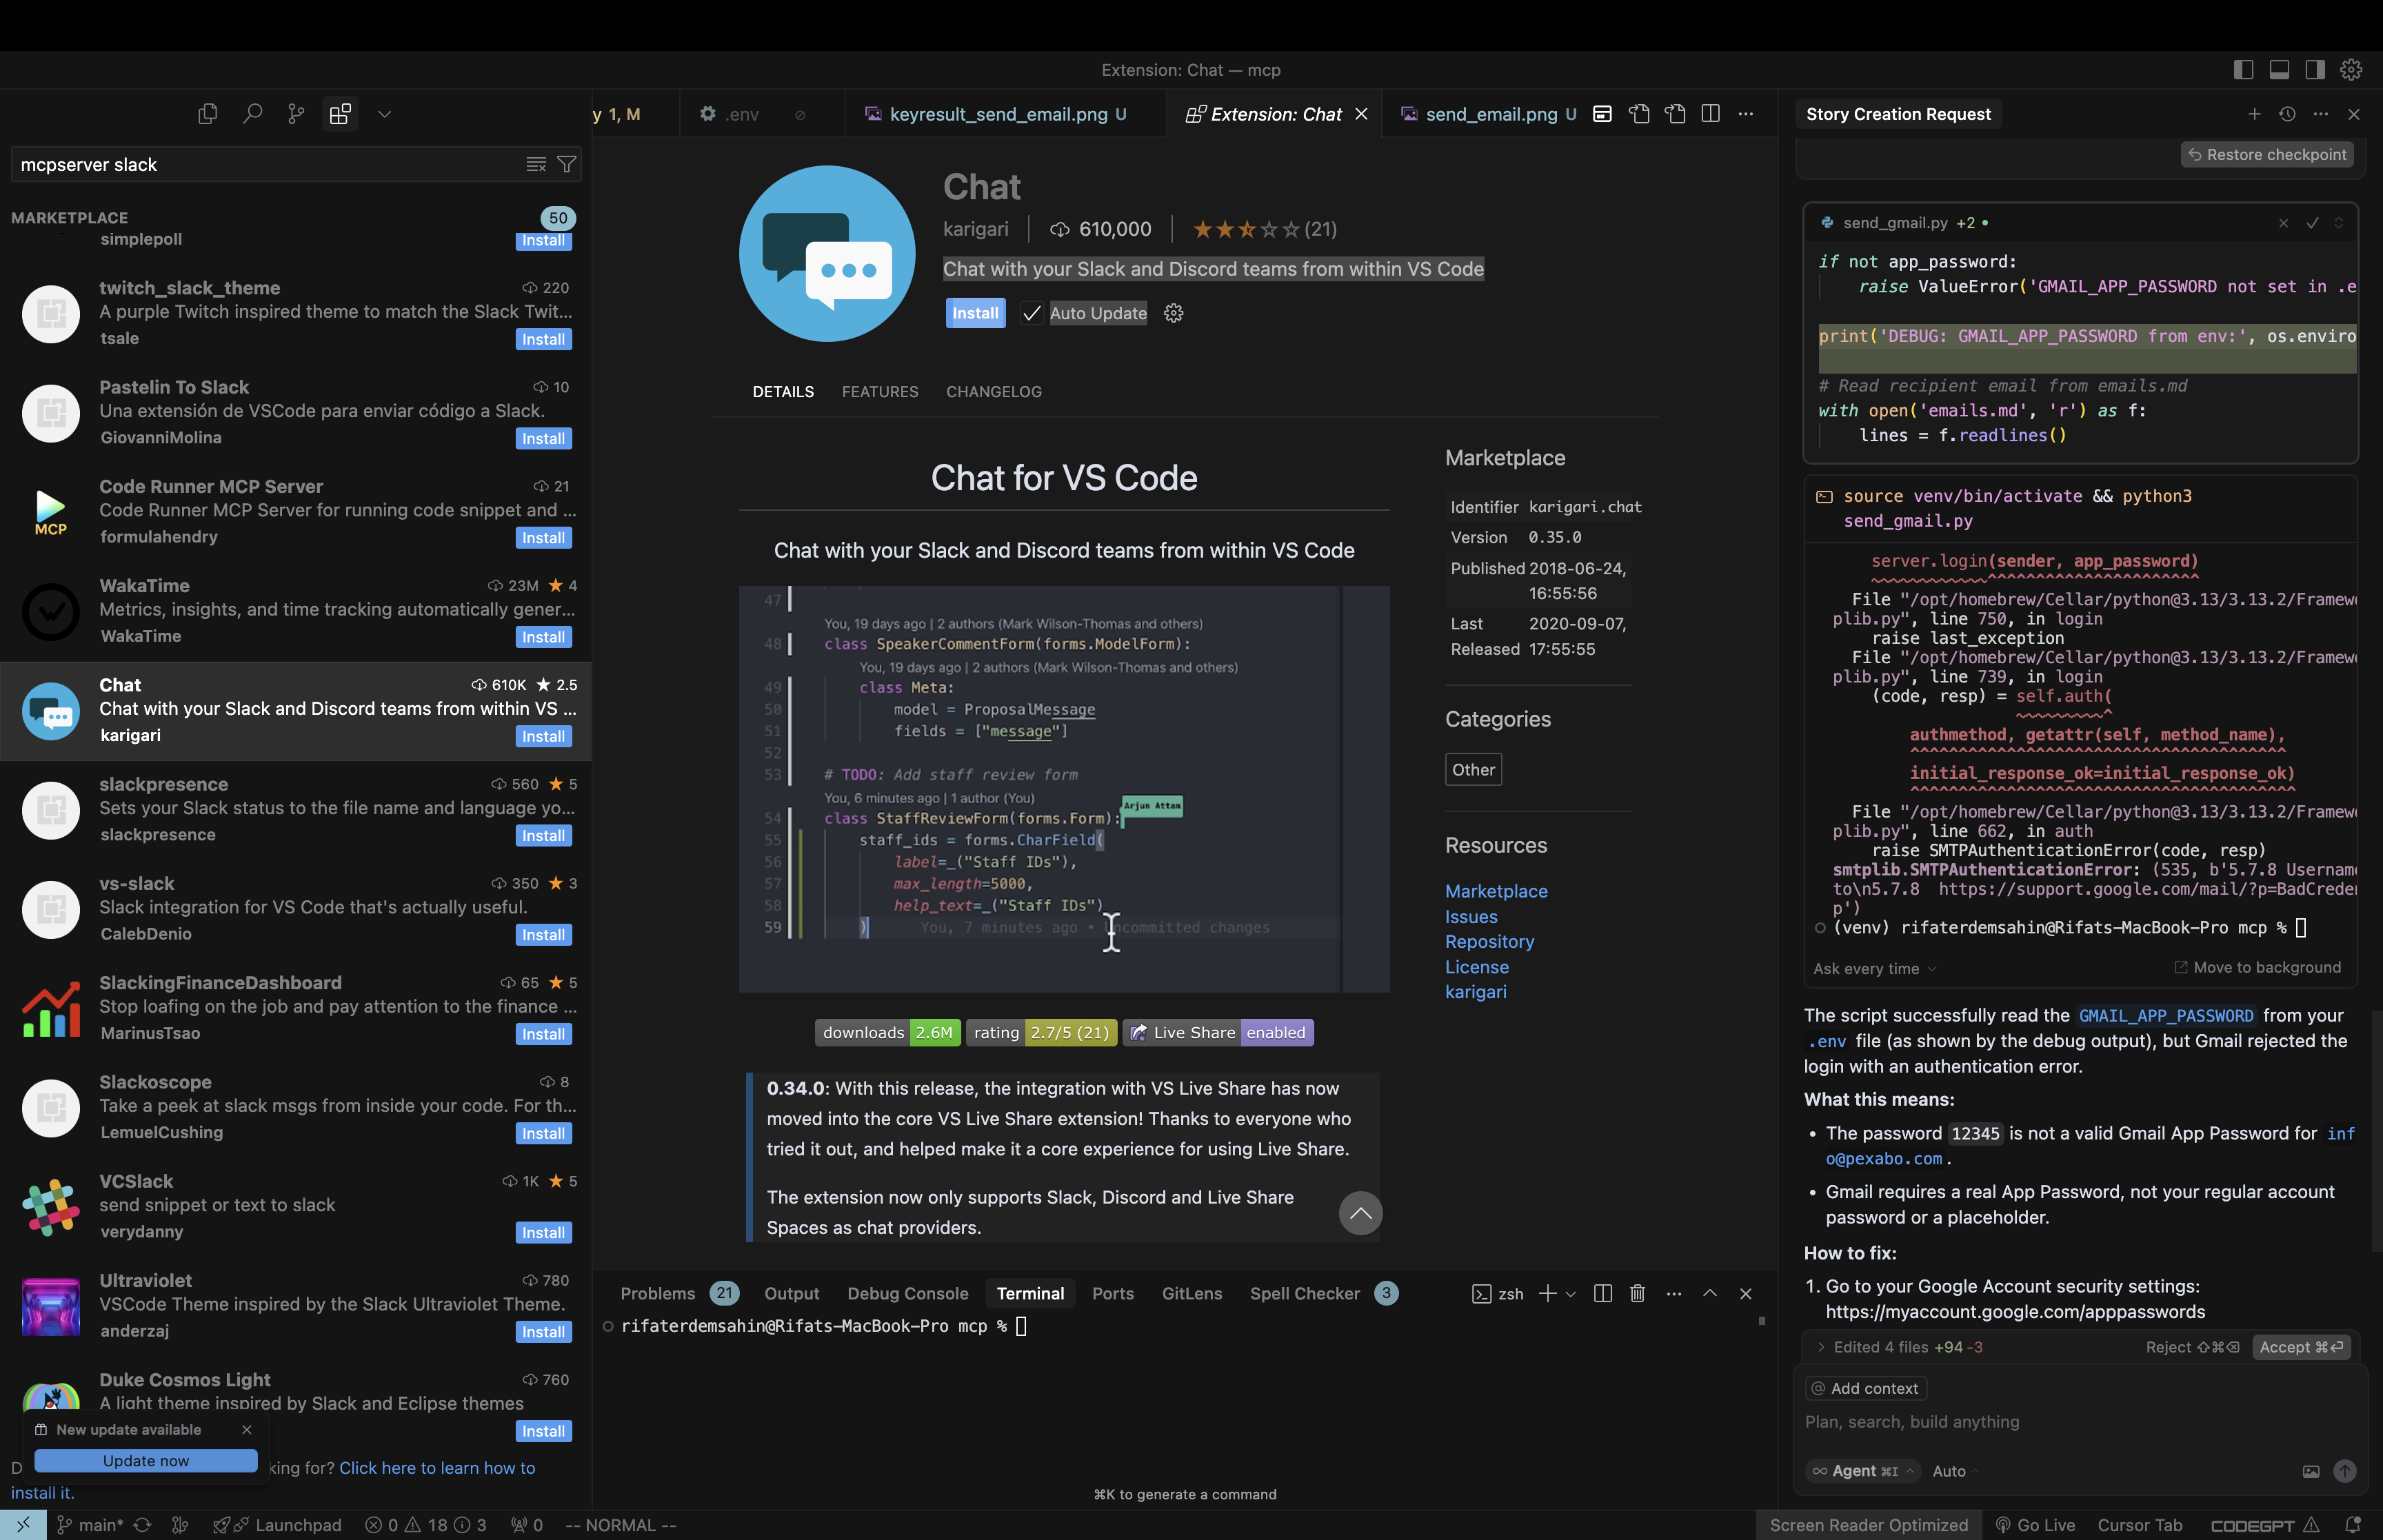 Extension: Chat — mcp
mcpserver slack
MARKETPLACE
50
simplepoll
Install
twitch_slack_theme
220
A purple Twitch inspired theme to match the Slack Twit...
tsale
Install
Pastelin To Slack
10
Una extensión de VSCode para enviar código a Slack.
GiovanniMolina
Install
Code Runner MCP Server
21
Code Runner MCP Server for running code snippet and ...
formulahendry
Install
MCP
WakaTime
23M ★ 4
Metrics, insights, and time tracking automatically gener...
WakaTime
Install
Chat
610K ★ 2.5
Chat with your Slack and Discord teams from within VS ...
karigari
Install
slackpresence
560 ★ 5
Sets your Slack status to the file name and language yo...
slackpresence
Install
vs-slack
350 ★ 3
Slack integration for VS Code that's actually useful.
CalebDenio
Install
SlackingFinanceDashboard
65 ★ 5
Stop loafing on the job and pay attention to the finance ...
MarinusTsao
Install
Slackoscope
8
Take a peek at slack msgs from inside your code. For th...
LemuelCushing
Install
VCSlack
1K ★ 5
send snippet or text to slack
verydanny
Install
Ultraviolet
780
VSCode Theme inspired by the Slack Ultraviolet Theme.
anderzaj
Install
Duke Cosmos Light
760
A light theme inspired by Slack and Eclipse themes
Install
New update available
Update now
D
king for? Click here to learn how to
install it.
y 1, M
.env
keyresult_send_email.png U
Extension: Chat
send_email.png U
Chat
karigari
610,000
(21)
Chat with your Slack and Discord teams from within VS Code
Install
Auto Update
DETAILS
FEATURES
CHANGELOG
Chat for VS Code
Chat with your Slack and Discord teams from within VS Code
47
You, 19 days ago | 2 authors (Mark Wilson-Thomas and others)
48 class SpeakerCommentForm(forms.ModelForm):
You, 19 days ago | 2 authors (Mark Wilson-Thomas and others)
49 class Meta:
50 model = ProposalMessage
51 fields = ["message"]
52
53 # TODO: Add staff review form
You, 6 minutes ago | 1 author (You)
Arjun Attam
54 class StaffReviewForm(forms.Form):
55 staff_ids = forms.CharField(
56 label=_("Staff IDs"),
57 max_length=5000,
58 help_text=_("Staff IDs")
59 )
You, 7 minutes ago • Uncommitted changes
downloads 2.6M
rating 2.7/5 (21)
Live Share enabled
0.34.0: With this release, the integration with VS Live Share has now
moved into the core VS Live Share extension! Thanks to everyone who
tried it out, and helped make it a core experience for using Live Share.
The extension now only supports Slack, Discord and Live Share
Spaces as chat providers.
Marketplace
Identifier karigari.chat
Version 0.35.0
Published 2018-06-24,
16:55:56
Last 2020-09-07,
Released 17:55:55
Categories
Other
Resources
Marketplace
Issues
Repository
License
karigari
Problems 21
Output
Debug Console
Terminal
Ports
GitLens
Spell Checker 3
zsh
rifaterdemsahin@Rifats-MacBook-Pro mcp %
⌘K to generate a command
Story Creation Request
Restore checkpoint
send_gmail.py +2
if not app_password:
raise ValueError('GMAIL_APP_PASSWORD not set in .e
print('DEBUG: GMAIL_APP_PASSWORD from env:', os.enviro
# Read recipient email from emails.md
with open('emails.md', 'r') as f:
lines = f.readlines()
source venv/bin/activate && python3
send_gmail.py
server.login(sender, app_password)
~~~~~~~~~~~~^^^^^^^^^^^^^^^^^^^^^^
File "/opt/homebrew/Cellar/python@3.13/3.13.2/Framew
plib.py", line 750, in login
raise last_exception
File "/opt/homebrew/Cellar/python@3.13/3.13.2/Framew
plib.py", line 739, in login
(code, resp) = self.auth(
~~~~~~~~~^
authmethod, getattr(self, method_name),
^^^^^^^^^^^^^^^^^^^^^^^^^^^^^^^^^^^^^^^
initial_response_ok=initial_response_ok)
^^^^^^^^^^^^^^^^^^^^^^^^^^^^^^^^^^^^^^^^
File "/opt/homebrew/Cellar/python@3.13/3.13.2/Framew
plib.py", line 662, in auth
raise SMTPAuthenticationError(code, resp)
smtplib.SMTPAuthenticationError: (535, b'5.7.8 Usernam
to\n5.7.8 https://support.google.com/mail/?p=BadCreden
p')
(venv) rifaterdemsahin@Rifats-MacBook-Pro mcp %
Ask every time
Move to background
The script successfully read the GMAIL_APP_PASSWORD from your
.env file (as shown by the debug output), but Gmail rejected the
login with an authentication error.
What this means:
• The password 12345 is not a valid Gmail App Password for inf
o@pexabo.com.
• Gmail requires a real App Password, not your regular account
password or a placeholder.
How to fix:
1. Go to your Google Account security settings:
https://myaccount.google.com/apppasswords
Edited 4 files +94 -3
Reject ⇧⌘⌫
Accept ⌘↵
@ Add context
Plan, search, build anything
∞ Agent ⌘I
Auto
main*
Launchpad
0 18 3
0
-- NORMAL --
Screen Reader Optimized
Go Live
Cursor Tab
CODEGPT